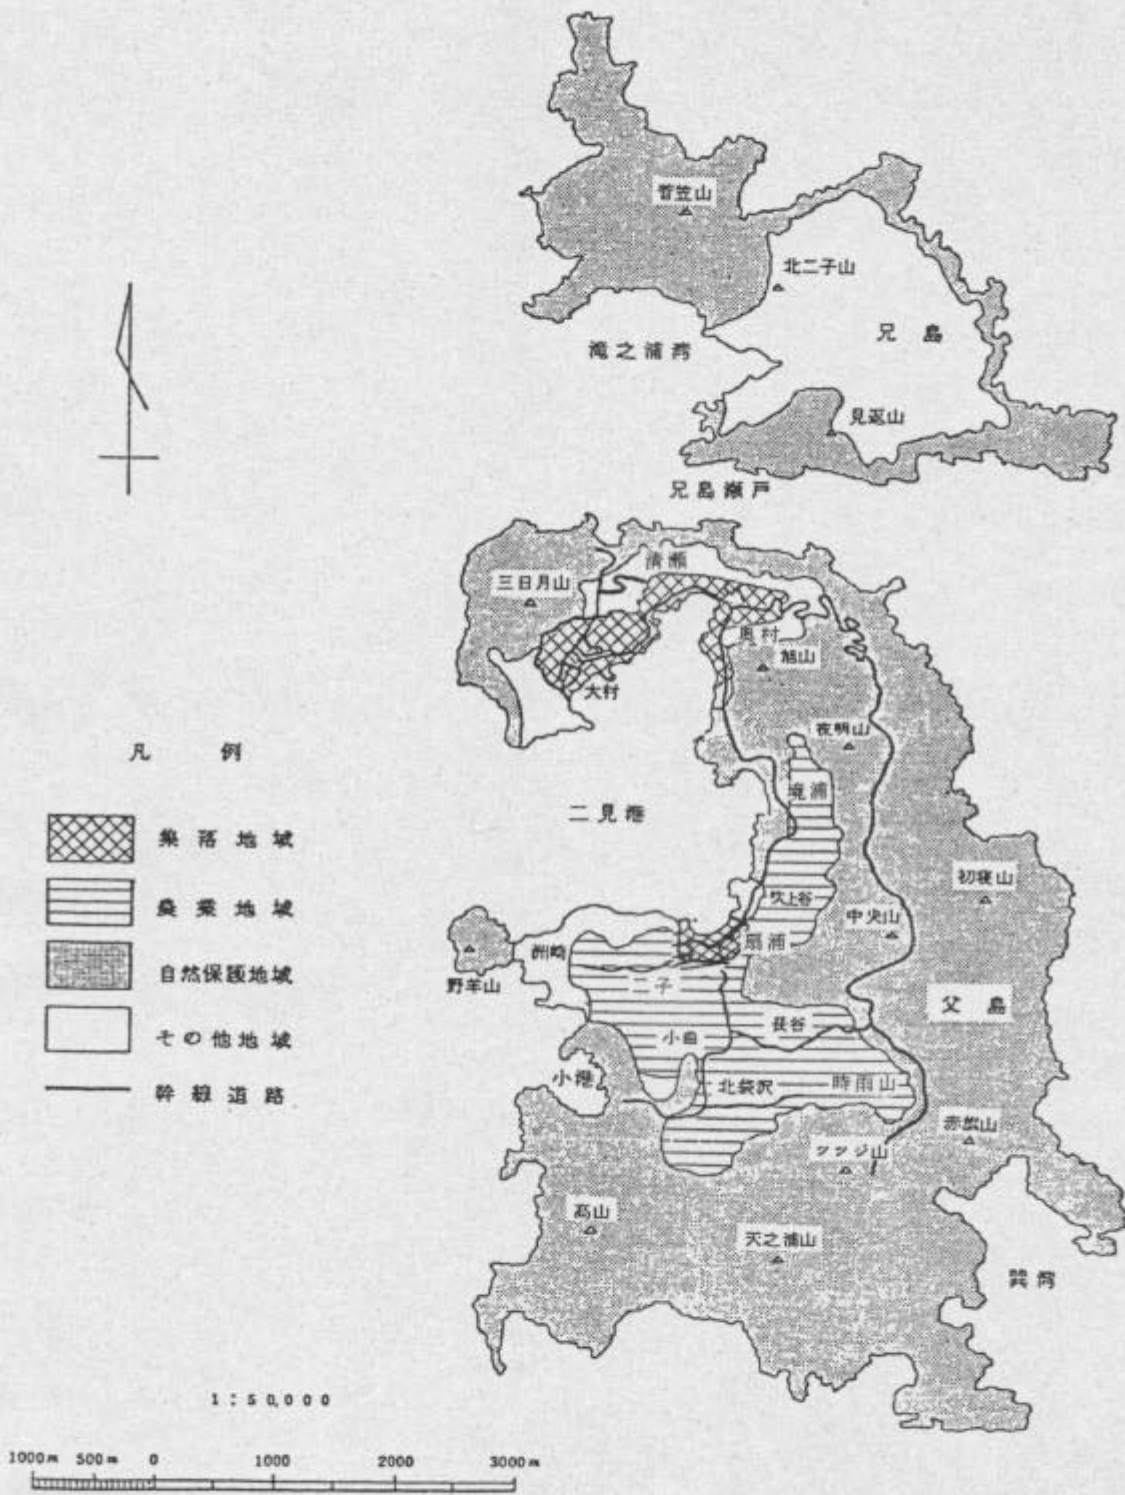 菅笠山
北二子山
兄島
滝之浦湾
見返山
兄島瀬戸
清瀬
三日月山
奥村
旭山
大村
夜明山
境浦
二見港
初寝山
吹上谷
中央山
扇浦
洲崎
野羊山
二子
父島
長谷
小曲
小港
北袋沢
時雨山
赤旗山
ツツジ山
高山
天之浦山
巽湾
凡例
集落地域
農業地域
自然保護地域
その他地域
幹線道路
1:50,000
1000m 500m 0 1000 2000 3000m